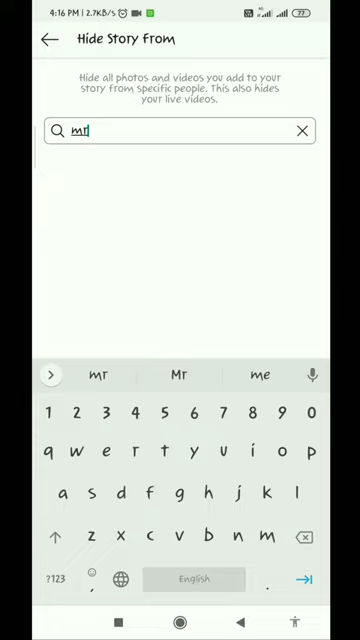 4:16 PM | 2.7KB/s 77
Hide Story From
Hide all photos and videos you add to your
story from specific people. This also hides
your live videos.
mr
mr Mr me
1 2 3 4 5 6 7 8 9 0
q w e r t y u i o p
a s d f g h j k l
z x c v b n m
?123 , English .